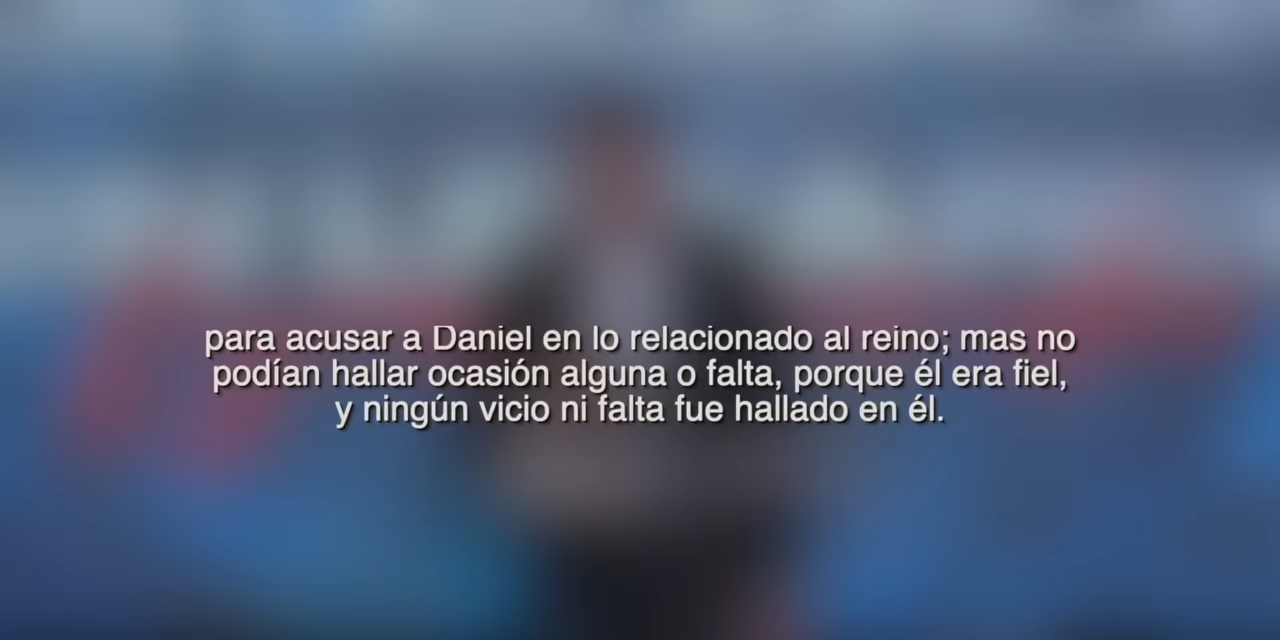 para acusar a Daniel en lo relacionado al reino; mas no
podían hallar ocasión alguna o falta, porque él era fiel,
y ningún vicio ni falta fue hallado en él.